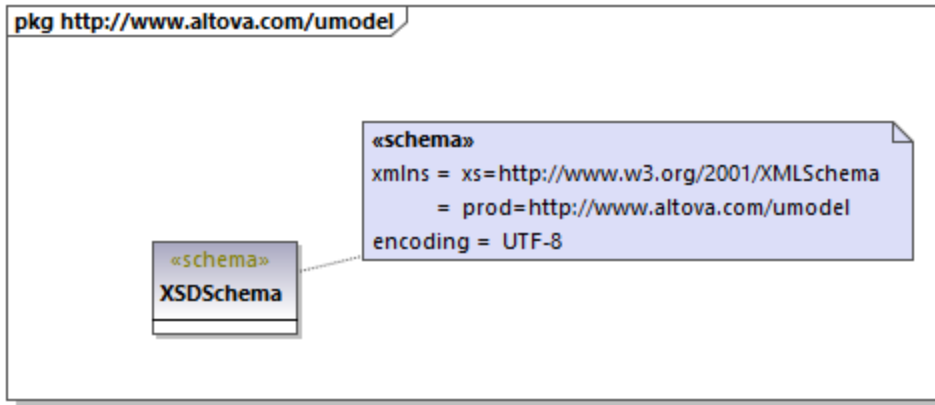 pkg http://www.altova.com/umodel
«schema»
xmlns = xs=http://www.w3.org/2001/XMLSchema
= prod=http://www.altova.com/umodel
encoding = UTF-8
«schema»
XSDSchema